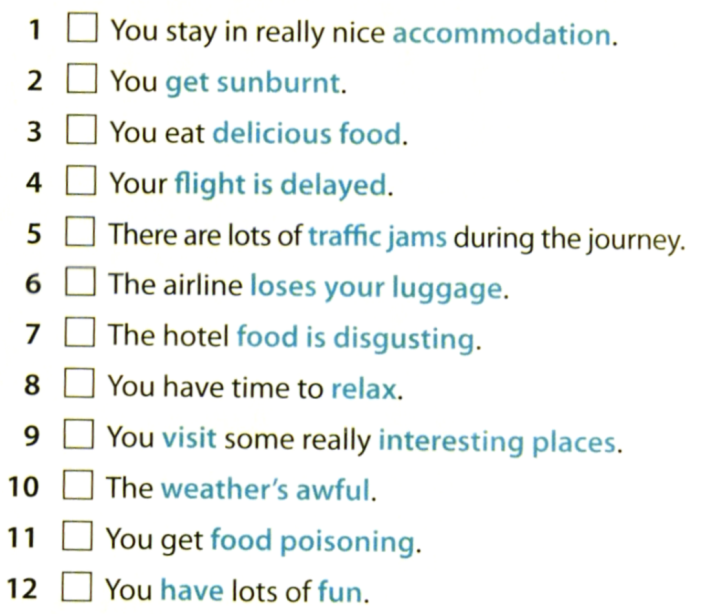 1 You stay in really nice accommodation.
2 You get sunburnt.
3 You eat delicious food.
4 Your flight is delayed.
5 There are lots of traffic jams during the journey.
6 The airline loses your luggage.
7 The hotel food is disgusting.
8 You have time to relax.
9 You visit some really interesting places.
10 The weather's awful.
11 You get food poisoning.
12 You have lots of fun.